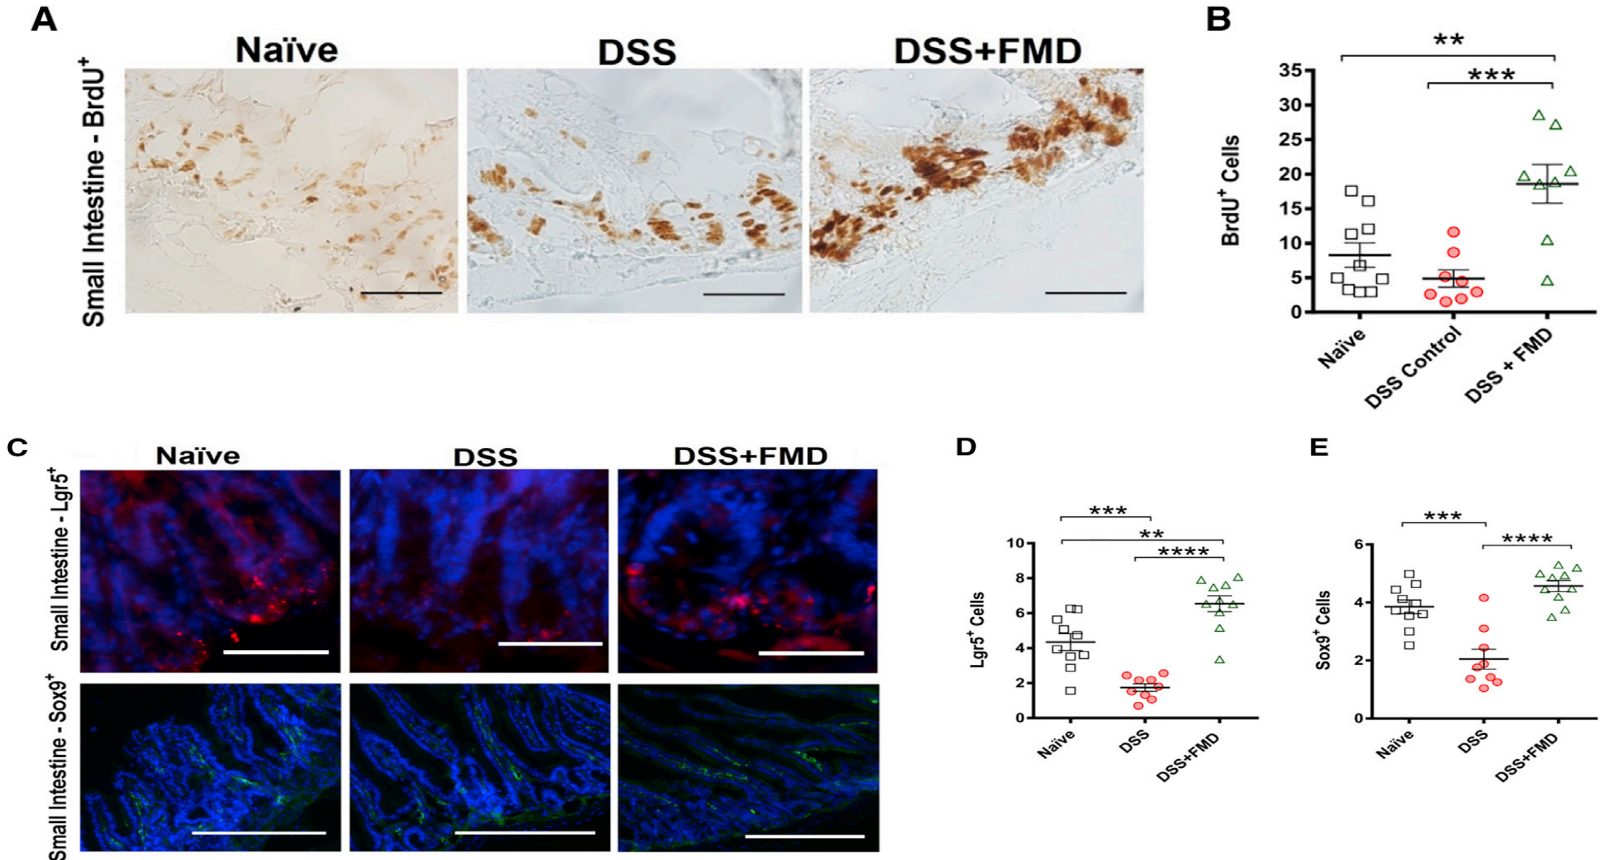 A
Naïve
DSS
DSS+FMD
Small Intestine - BrdU+
B
**
***
35
30
25
20
15
10
5
0
BrdU+ Cells
Naïve
DSS Control
DSS + FMD
C
Naïve
DSS
DSS+FMD
Small Intestine - Lgr5+
Small Intestine - Sox9+
D
***
**
****
10
8
6
4
2
0
Lgr5+ Cells
Naïve
DSS
DSS+FMD
E
***
****
6
4
2
0
Sox9+ Cells
Naïve
DSS
DSS+FMD